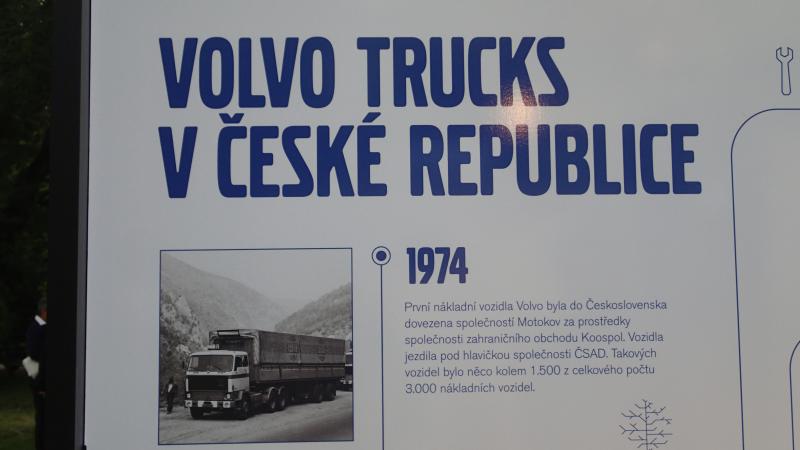 VOLVO TRUCKS
V ČESKÉ REPUBLICE
1974
První nákladní vozidla Volvo byla do Československa
dovezena společností Motokov za prostředky
společnosti zahraničního obchodu Koospol. Vozidla
jezdila pod hlavičkou společnosti ČSAD. Takových
vozidel bylo něco kolem 1.500 z celkového počtu
3.000 nákladních vozidel.